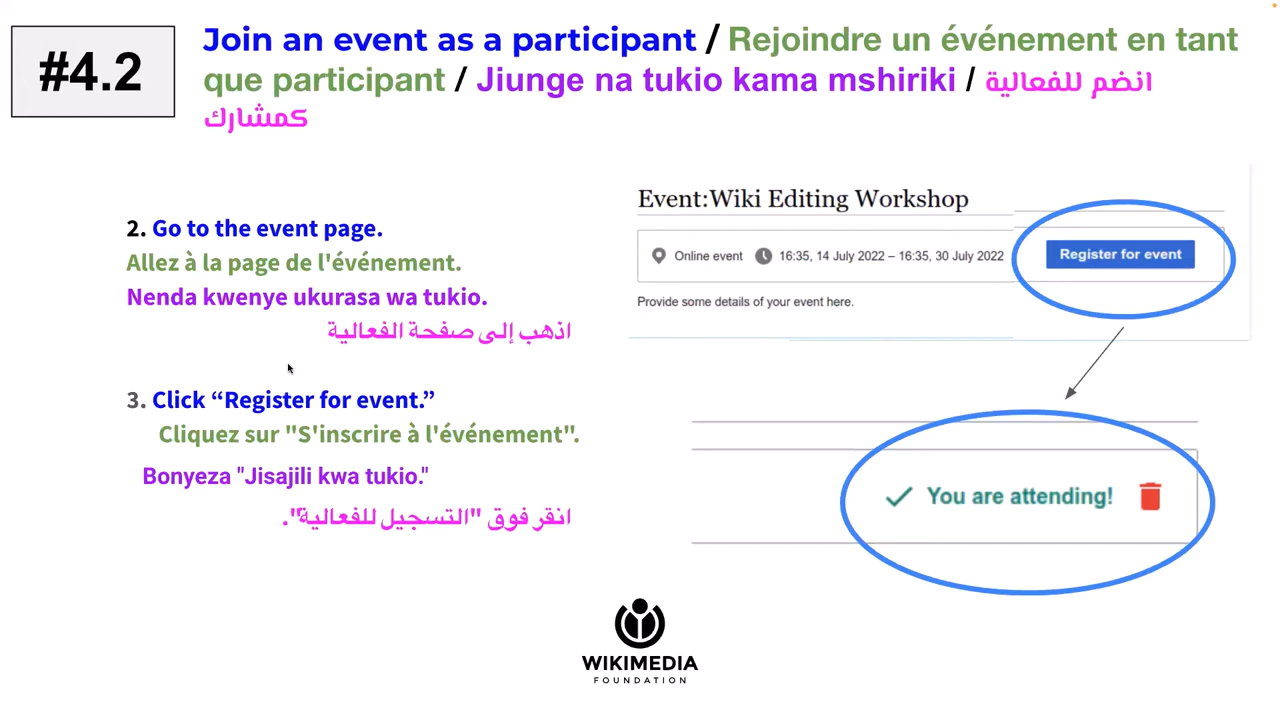 #4.2
Join an event as a participant / Rejoindre un événement en tant
que participant / Jiunge na tukio kama mshiriki / انضم للفعالية
كمشارك
2. Go to the event page.
Allez à la page de l'événement.
Nenda kwenye ukurasa wa tukio.
اذهب إلى صفحة الفعالية
3. Click “Register for event.”
Cliquez sur "S'inscrire à l'événement".
Bonyeza "Jisajili kwa tukio."
انقر فوق "التسجيل للفعالية".
Event:Wiki Editing Workshop
Online event 16:35, 14 July 2022 – 16:35, 30 July 2022 Register for event
Provide some details of your event here.
You are attending!
WIKIMEDIA
FOUNDATION